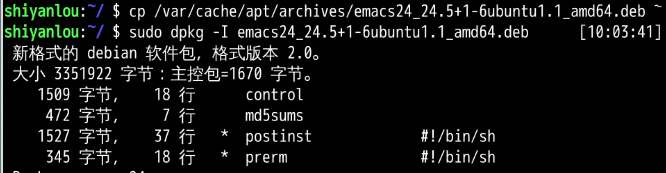 shiyanlou:~/ $ cp /var/cache/apt/archives/emacs24_24.5+1-6ubuntu1.1_amd64.deb ~
shiyanlou:~/ $ sudo dpkg -I emacs24_24.5+1-6ubuntu1.1_amd64.deb [10:03:41]
新格式的 debian 软件包，格式版本 2.0。
大小 3351922 字节：主控包=1670 字节。
1509 字节， 18 行 control
472 字节， 7 行 md5sums
1527 字节， 37 行 * postinst #!/bin/sh
345 字节， 18 行 * prerm #!/bin/sh